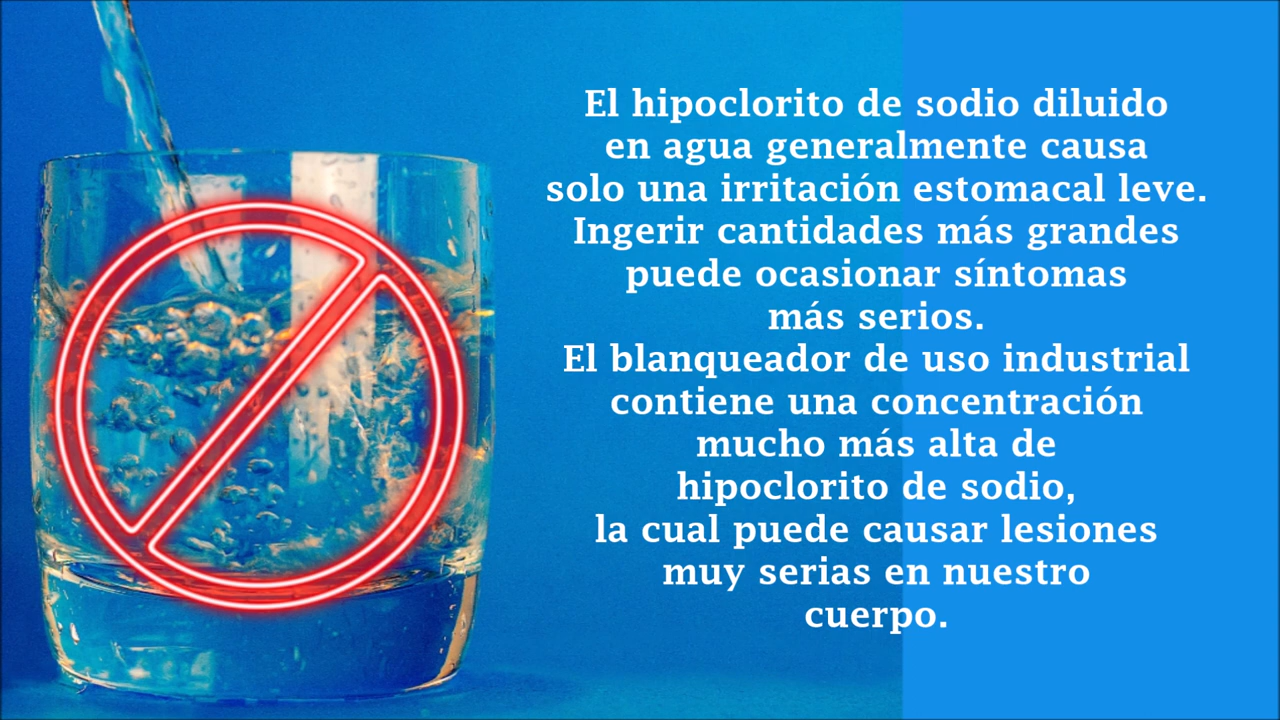 El hipoclorito de sodio diluido
en agua generalmente causa
solo una irritación estomacal leve.
Ingerir cantidades más grandes
puede ocasionar síntomas
más serios.
El blanqueador de uso industrial
contiene una concentración
mucho más alta de
hipoclorito de sodio,
la cual puede causar lesiones
muy serias en nuestro
cuerpo.